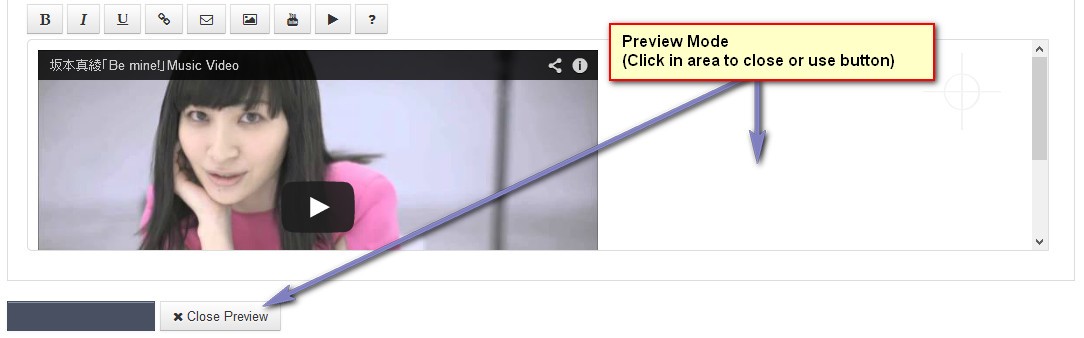 B I U ?
坂本真綾「Be mine!」Music Video
Preview Mode
(Click in area to close or use button)
Close Preview